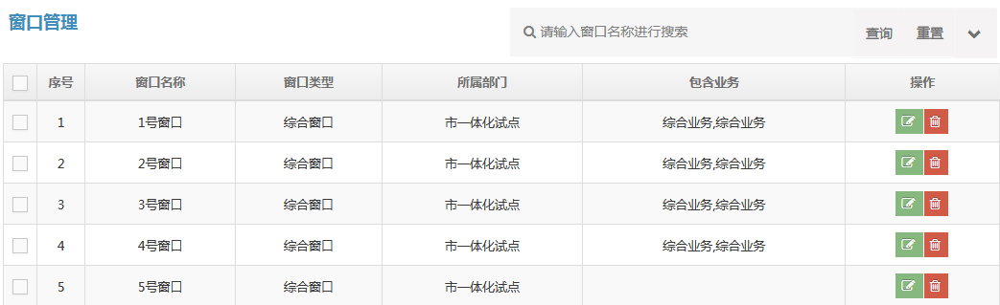 窗口管理
请输入窗口名称进行搜索 查询 重置
序号 窗口名称 窗口类型 所属部门 包含业务 操作
1 1号窗口 综合窗口 市一体化试点 综合业务,综合业务
2 2号窗口 综合窗口 市一体化试点 综合业务,综合业务
3 3号窗口 综合窗口 市一体化试点 综合业务,综合业务
4 4号窗口 综合窗口 市一体化试点 综合业务,综合业务
5 5号窗口 综合窗口 市一体化试点